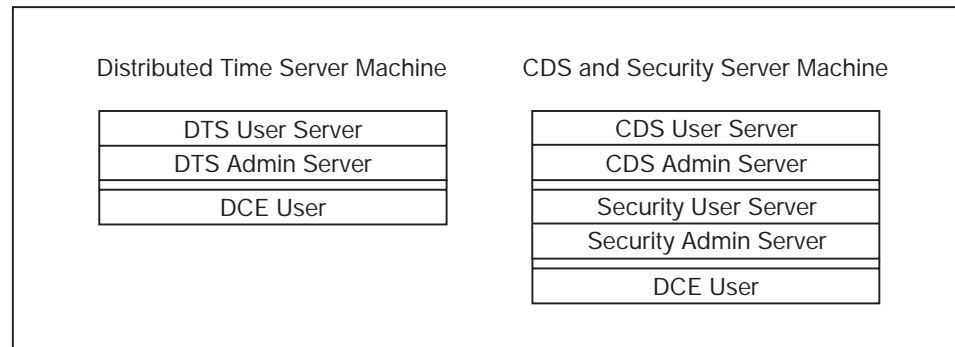 Distributed Time Server Machine
DTS User Server
DTS Admin Server
DCE User
CDS and Security Server Machine
CDS User Server
CDS Admin Server
Security User Server
Security Admin Server
DCE User